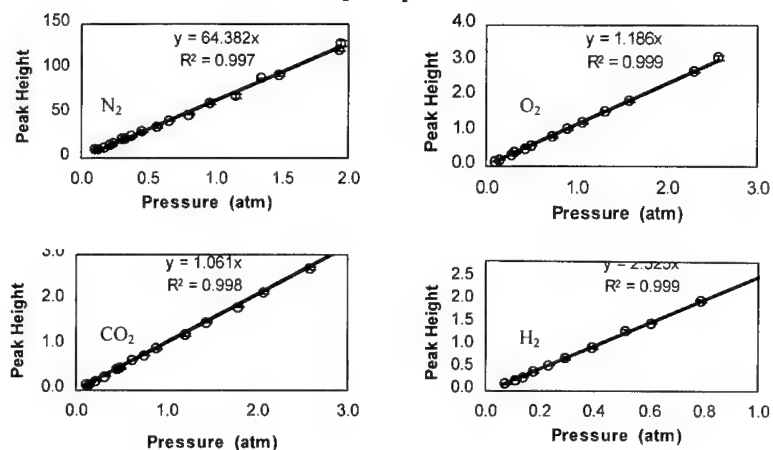 150
100
50
0
Peak Height
y = 64.382x
R² = 0.997
N₂
0.0
0.5
1.0
1.5
2.0
Pressure (atm)
4.0
3.0
2.0
1.0
0.0
Peak Height
y = 1.186x
R² = 0.999
O₂
0.0
1.0
2.0
3.0
Pressure (atm)
3.0
2.0
1.0
0.0
Peak Height
y = 1.061x
R² = 0.998
CO₂
0.0
1.0
2.0
3.0
Pressure (atm)
2.5
2.0
1.5
1.0
0.5
0.0
Peak Height
y = 2.325x
R² = 0.999
H₂
0.0
0.2
0.4
0.6
0.8
1.0
Pressure (atm)